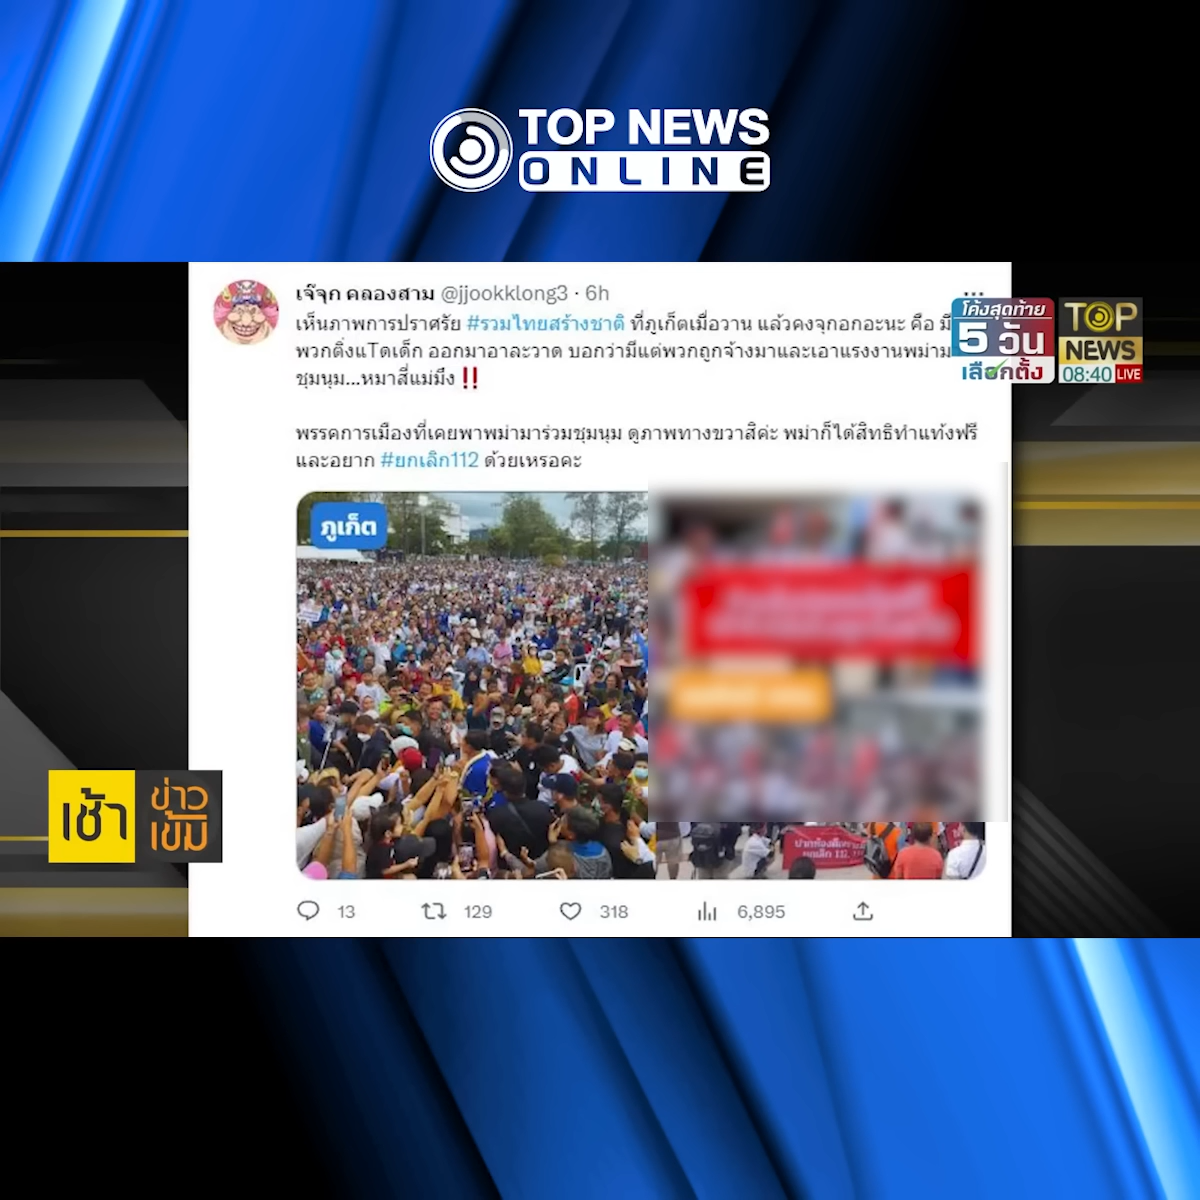 TOP NEWS
ONLINE
เจ๊จุก คลองสาม @jjookklong3 · 6h
เห็นภาพการปราศรัย #รวมไทยสร้างชาติ ที่ภูเก็ตเมื่อวาน แล้วคงจุกอกอะนะ คือ มี
พวกติ่งแTดเด็ก ออกมาอาละวาด บอกว่ามีแต่พวกถูกจ้างมาและเอาแรงงานพม่าม
ชุมนุม...หมาสี่แม่มึง ‼
พรรคการเมืองที่เคยพาพม่ามาร่วมชุมนุม ดูภาพทางขวาสิค่ะ พม่าก็ได้สิทธิทำแท้งฟรี
และอยาก #ยกเลิก112 ด้วยเหรอคะ
โค้งสุดท้าย
5 วัน
เลือกตั้ง
TOP
NEWS
08:40 LIVE
ภูเก็ต
เช้า
ข่าว
เข้ม
ยกเลิก 112
13 129 318 6,895